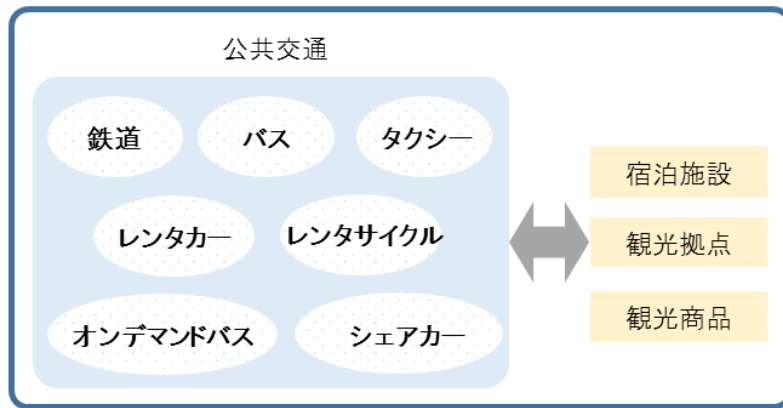 公共交通
鉄道
バス
タクシー
レンタカー
レンタサイクル
オンデマンドバス
シェアカー
宿泊施設
観光拠点
観光商品